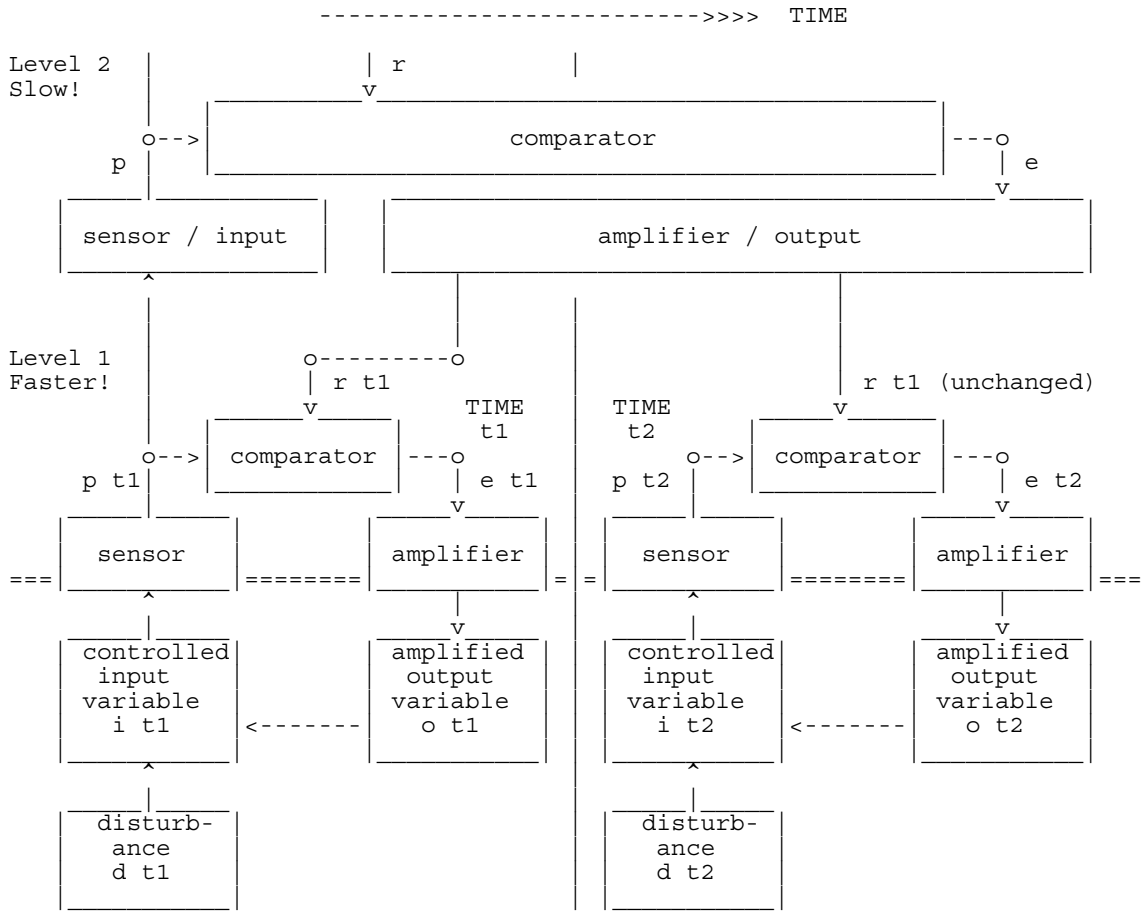 -------------------------->>>> TIME
Level 2 | | r |
Slow! v
o-->| comparator |---o
p e
v
sensor / input amplifier / output
^
Level 1 o---------o
Faster! | r t1 | r t1 (unchanged)
v TIME TIME v
t1 t2
o-->| comparator |---o o-->| comparator |---o
p t1 e t1 p t2 e t2
v v
sensor amplifier sensor amplifier
===| |========| |=|=| |========| |===
^ ^
v v
controlled amplified controlled amplified
input output input output
variable variable variable variable
i t1 |<-------| o t1 i t2 |<-------| o t2
^ ^
disturb- disturb-
ance ance
d t1 d t2